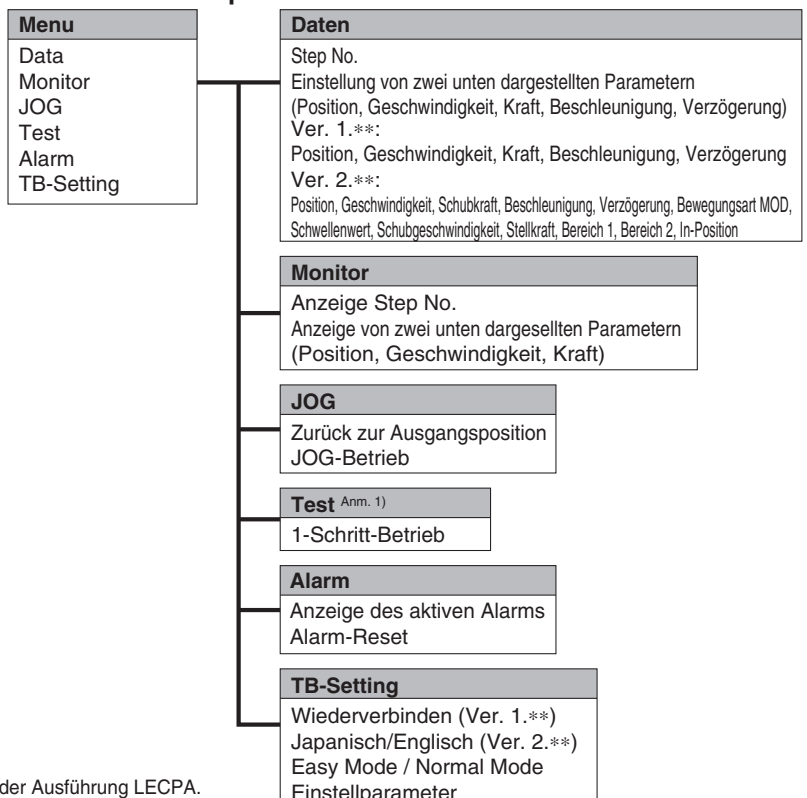 Menu
Data
Monitor
JOG
Test
Alarm
TB-Setting
Daten
Step No.
Einstellung von zwei unten dargestellten Parametern
(Position, Geschwindigkeit, Kraft, Beschleunigung, Verzögerung)
Ver. 1.**:
Position, Geschwindigkeit, Kraft, Beschleunigung, Verzögerung
Ver. 2.**:
Position, Geschwindigkeit, Schubkraft, Beschleunigung, Verzögerung, Bewegungsart MOD,
Schwellenwert, Schubgeschwindigkeit, Stellkraft, Bereich 1, Bereich 2, In-Position
Monitor
Anzeige Step No.
Anzeige von zwei unten dargesellten Parametern
(Position, Geschwindigkeit, Kraft)
JOG
Zurück zur Ausgangsposition
JOG-Betrieb
Test Anm. 1)
1-Schritt-Betrieb
Alarm
Anzeige des aktiven Alarms
Alarm-Reset
TB-Setting
Wiederverbinden (Ver. 1.**)
Japanisch/Englisch (Ver. 2.**)
Easy Mode / Normal Mode
Einstellparameter
der Ausführung LECPA.